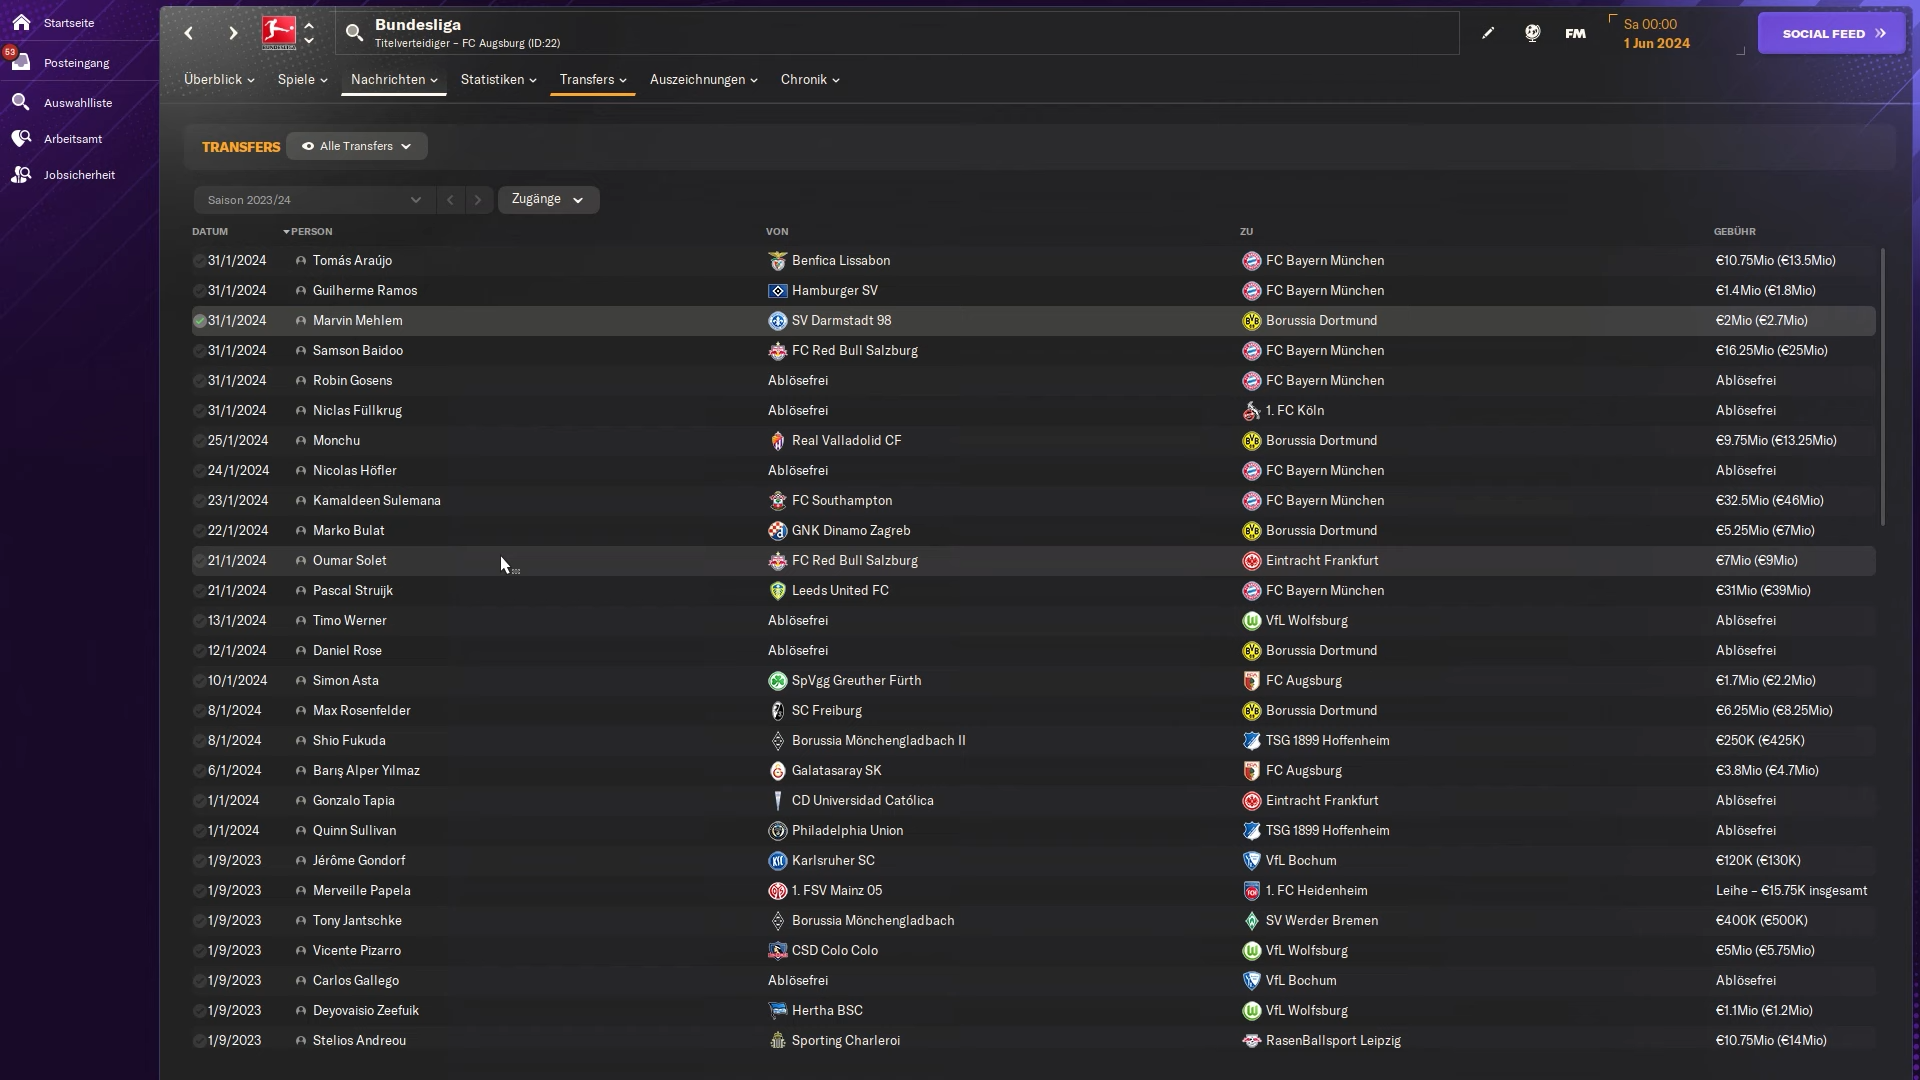 Startseite
53
Posteingang
Auswahlliste
Arbeitsamt
Jobsicherheit
Bundesliga
Titelverteidiger – FC Augsburg (ID:22)
FM
Sa 00:00
1 Jun 2024
SOCIAL FEED
Überblick Spiele Nachrichten Statistiken Transfers Auszeichnungen Chronik
TRANSFERS Alle Transfers
Saison 2023/24 Zugänge
DATUM PERSON VON ZU GEBÜHR
31/1/2024 Tomás Araújo Benfica Lissabon FC Bayern München €10.75Mio (€13.5Mio)
31/1/2024 Guilherme Ramos Hamburger SV FC Bayern München €1.4Mio (€1.8Mio)
31/1/2024 Marvin Mehlem SV Darmstadt 98 Borussia Dortmund €2Mio (€2.7Mio)
31/1/2024 Samson Baidoo FC Red Bull Salzburg FC Bayern München €16.25Mio (€25Mio)
31/1/2024 Robin Gosens Ablösefrei FC Bayern München Ablösefrei
31/1/2024 Niclas Füllkrug Ablösefrei 1. FC Köln Ablösefrei
25/1/2024 Monchu Real Valladolid CF Borussia Dortmund €9.75Mio (€13.25Mio)
24/1/2024 Nicolas Höfler Ablösefrei FC Bayern München Ablösefrei
23/1/2024 Kamaldeen Sulemana FC Southampton FC Bayern München €32.5Mio (€46Mio)
22/1/2024 Marko Bulat GNK Dinamo Zagreb Borussia Dortmund €5.25Mio (€7Mio)
21/1/2024 Oumar Solet FC Red Bull Salzburg Eintracht Frankfurt €7Mio (€9Mio)
21/1/2024 Pascal Struijk Leeds United FC FC Bayern München €31Mio (€39Mio)
13/1/2024 Timo Werner Ablösefrei VfL Wolfsburg Ablösefrei
12/1/2024 Daniel Rose Ablösefrei Borussia Dortmund Ablösefrei
10/1/2024 Simon Asta SpVgg Greuther Fürth FC Augsburg €1.7Mio (€2.2Mio)
8/1/2024 Max Rosenfelder SC Freiburg Borussia Dortmund €6.25Mio (€8.25Mio)
8/1/2024 Shio Fukuda Borussia Mönchengladbach II TSG 1899 Hoffenheim €250K (€425K)
6/1/2024 Barış Alper Yılmaz Galatasaray SK FC Augsburg €3.8Mio (€4.7Mio)
1/1/2024 Gonzalo Tapia CD Universidad Católica Eintracht Frankfurt Ablösefrei
1/1/2024 Quinn Sullivan Philadelphia Union TSG 1899 Hoffenheim Ablösefrei
1/9/2023 Jérôme Gondorf Karlsruher SC VfL Bochum €120K (€130K)
1/9/2023 Merveille Papela 1. FSV Mainz 05 1. FC Heidenheim Leihe – €15.75K insgesamt
1/9/2023 Tony Jantschke Borussia Mönchengladbach SV Werder Bremen €400K (€500K)
1/9/2023 Vicente Pizarro CSD Colo Colo VfL Wolfsburg €5Mio (€5.75Mio)
1/9/2023 Carlos Gallego Ablösefrei VfL Bochum Ablösefrei
1/9/2023 Deyovaisio Zeefuik Hertha BSC VfL Wolfsburg €1.1Mio (€1.2Mio)
1/9/2023 Stelios Andreou Sporting Charleroi RasenBallsport Leipzig €10.75Mio (€14Mio)